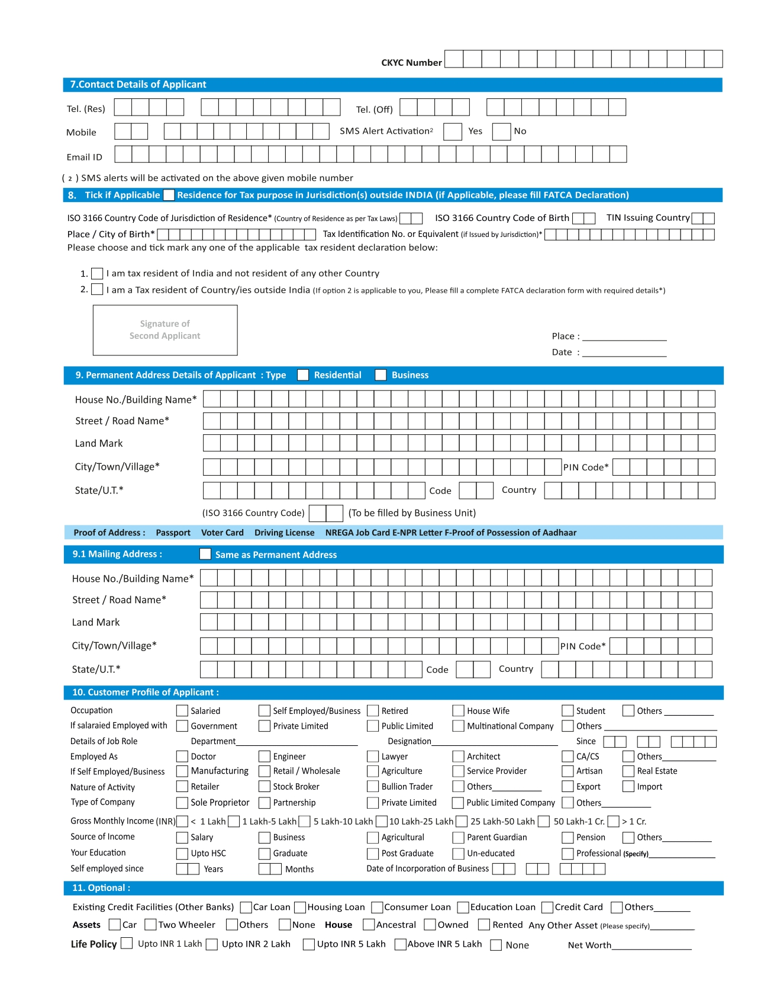 CKYC Number
7.Contact Details of Applicant
Tel. (Res) Tel. (Off)
Mobile SMS Alert Activation2 Yes No
Email ID
( 2 ) SMS alerts will be activated on the above given mobile number
8. Tick if Applicable Residence for Tax purpose in Jurisdiction(s) outside INDIA (if Applicable, please fill FATCA Declaration)
ISO 3166 Country Code of Jurisdiction of Residence* (Country of Residence as per Tax Laws) ISO 3166 Country Code of Birth TIN Issuing Country
Place / City of Birth* Tax Identification No. or Equivalent (if Issued by Jurisdiction)*
Please choose and tick mark any one of the applicable tax resident declaration below:
1. I am tax resident of India and not resident of any other Country
2. I am a Tax resident of Country/ies outside India (If option 2 is applicable to you, Please fill a complete FATCA declaration form with required details*)
Signature of
Second Applicant
Place : _______________
Date : _______________
9. Permanent Address Details of Applicant : Type Residential Business
House No./Building Name*
Street / Road Name*
Land Mark
City/Town/Village* PIN Code*
State/U.T.* Code Country
(ISO 3166 Country Code) (To be filled by Business Unit)
Proof of Address : Passport Voter Card Driving License NREGA Job Card E-NPR Letter F-Proof of Possession of Aadhaar
9.1 Mailing Address : Same as Permanent Address
House No./Building Name*
Street / Road Name*
Land Mark
City/Town/Village* PIN Code*
State/U.T.* Code Country
10. Customer Profile of Applicant :
Occupation Salaried Self Employed/Business Retired House Wife Student Others _________
If salaraied Employed with Government Private Limited Public Limited Multinational Company Others ____________________
Details of Job Role Department______________________ Designation_______________________ Since
Employed As Doctor Engineer Lawyer Architect CA/CS Others__________
If Self Employed/Business Manufacturing Retail / Wholesale Agriculture Service Provider Artisan Real Estate
Nature of Activity Retailer Stock Broker Bullion Trader Others_________ Export Import
Type of Company Sole Proprietor Partnership Private Limited Public Limited Company Others_________
Gross Monthly Income (INR) < 1 Lakh 1 Lakh-5 Lakh 5 Lakh-10 Lakh 10 Lakh-25 Lakh 25 Lakh-50 Lakh 50 Lakh-1 Cr. > 1 Cr.
Source of Income Salary Business Agricultural Parent Guardian Pension Others_________
Your Education Upto HSC Graduate Post Graduate Un-educated Professional (Specify)____________
Self employed since Years Months Date of Incorporation of Business
11. Optional :
Existing Credit Facilities (Other Banks) Car Loan Housing Loan Consumer Loan Education Loan Credit Card Others_______
Assets Car Two Wheeler Others None House Ancestral Owned Rented Any Other Asset (Please specify)________
Life Policy Upto INR 1 Lakh Upto INR 2 Lakh Upto INR 5 Lakh Above INR 5 Lakh None Net Worth______________